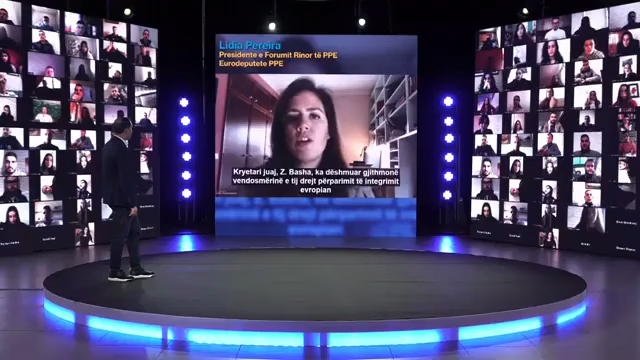 Lidia Pereira
Presidente e Forumit Rinor të PPE
Eurodeputete PPE
Kryetari juaj, Z. Basha, ka dëshmuar gjithmonë
vendosmërinë e tij drejt përparimit të integrimit
evropian